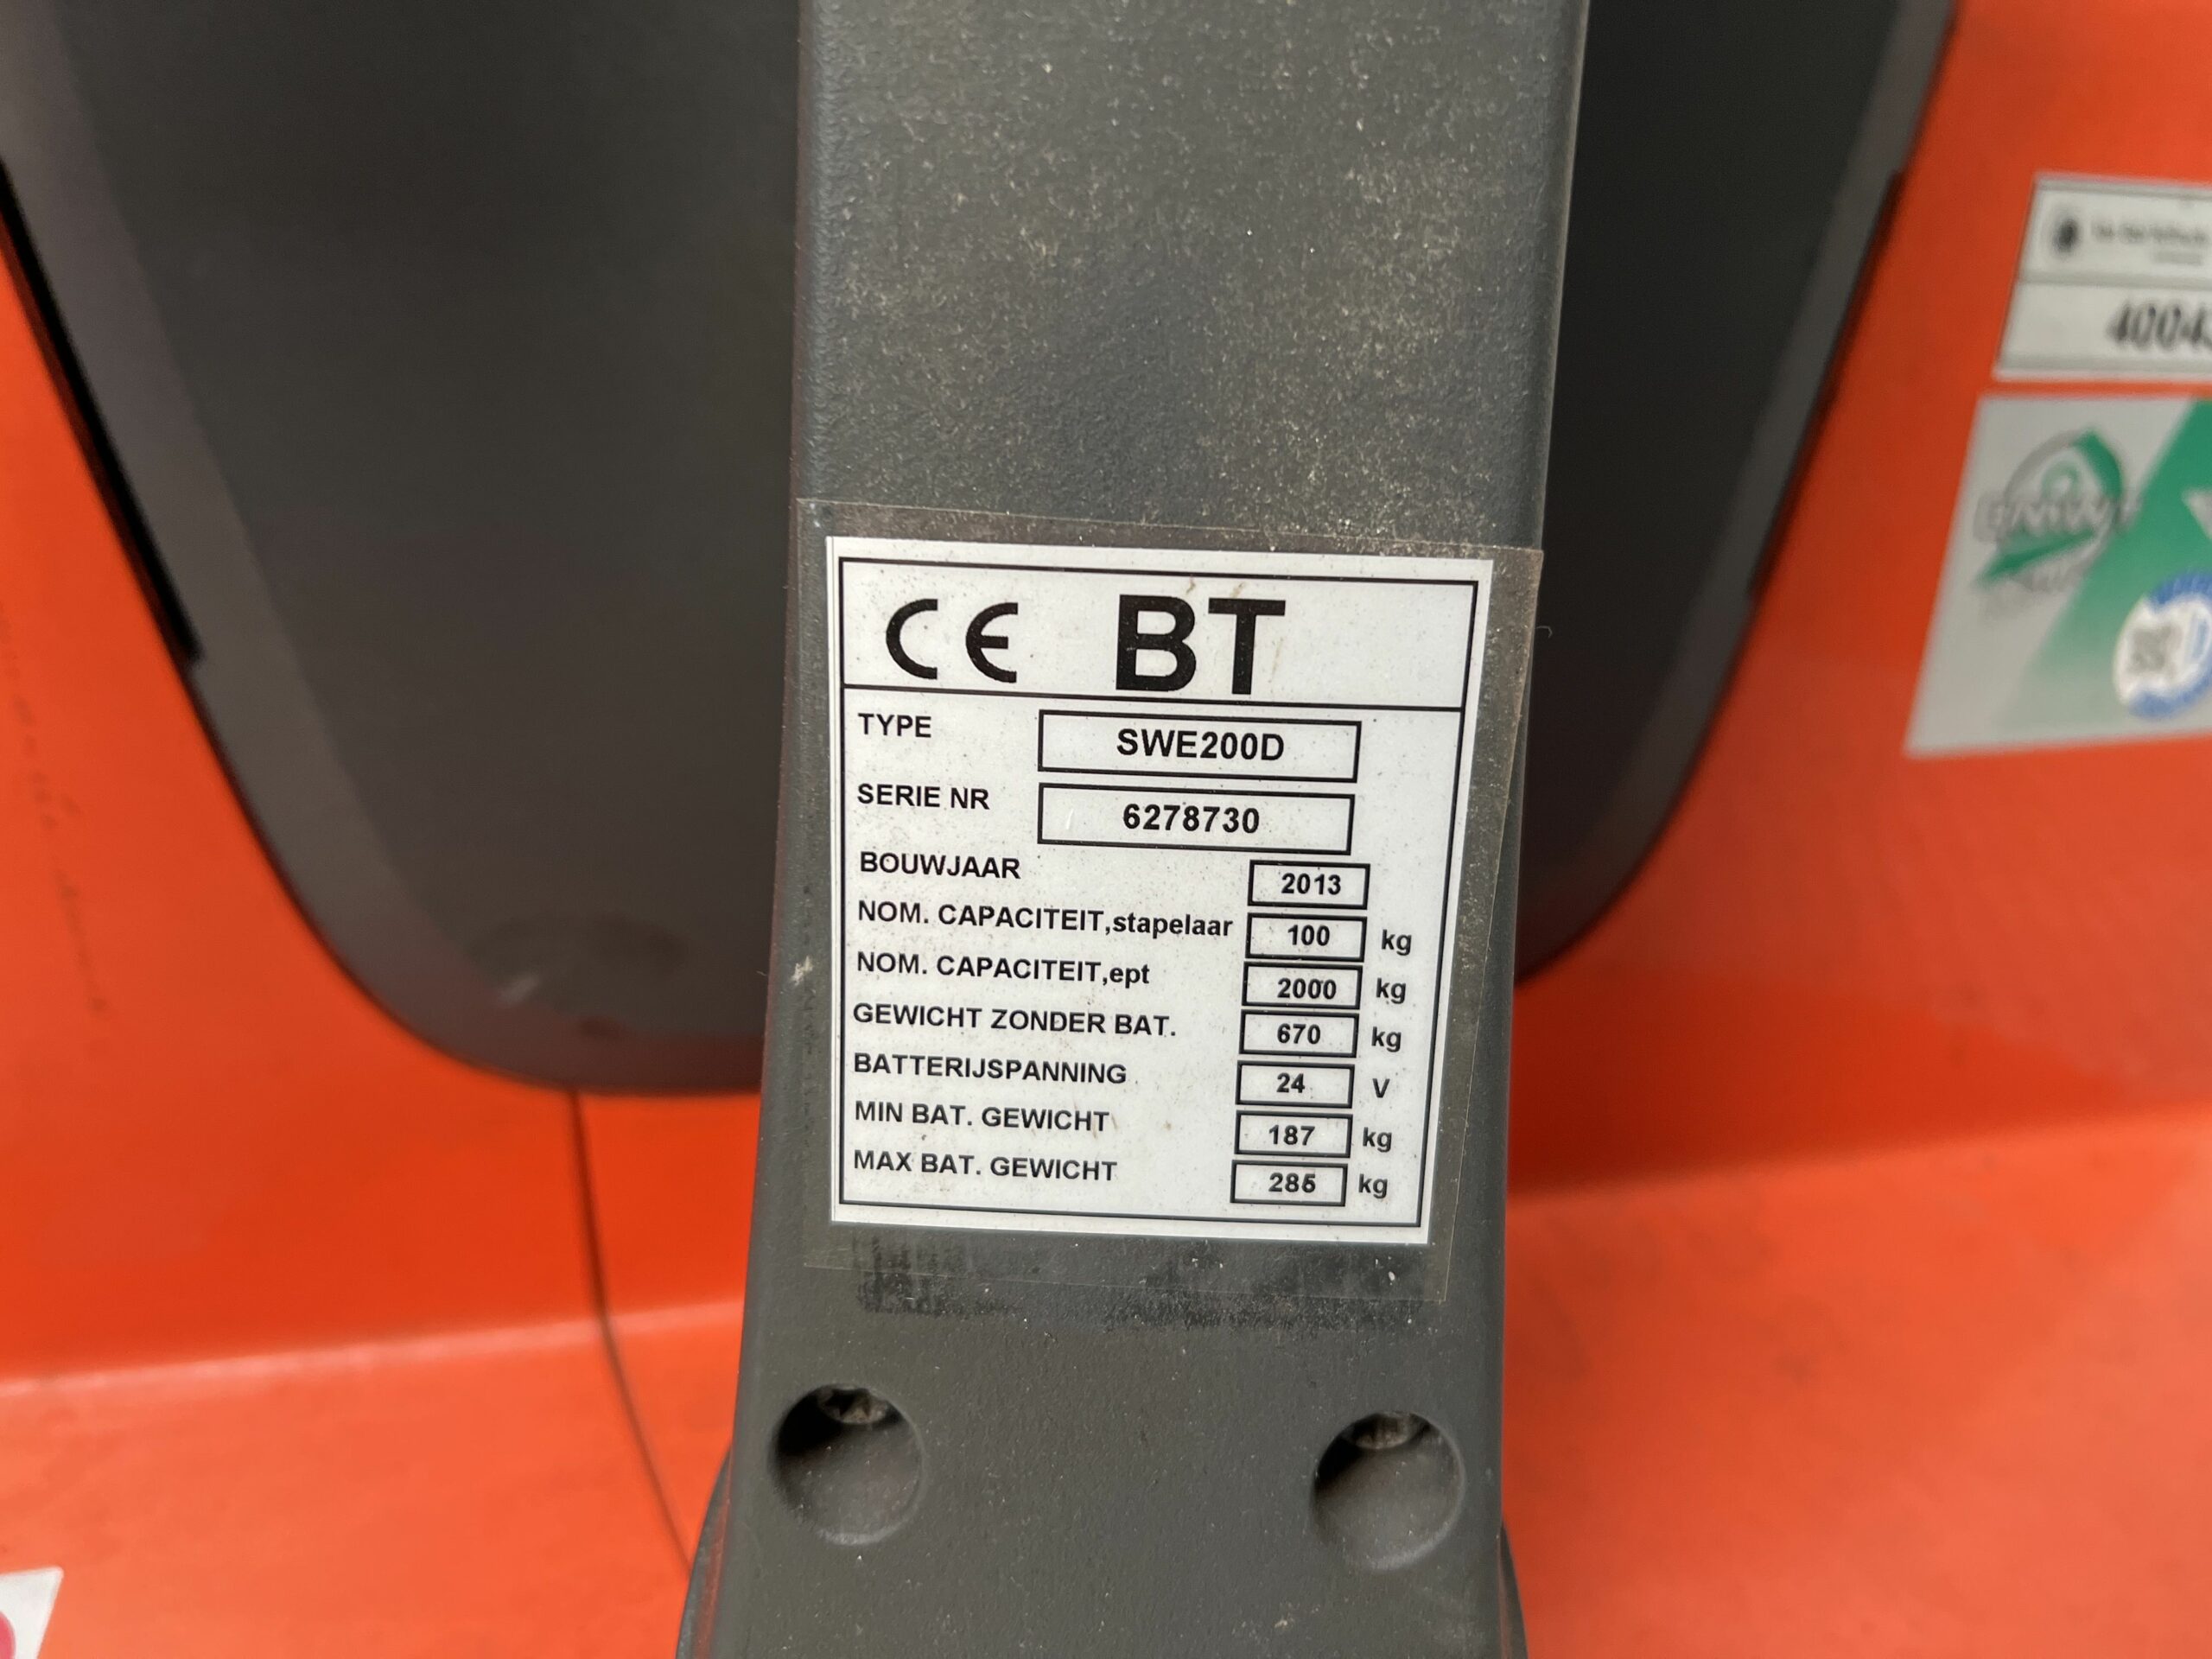 CE BT
TYPE SWE200D
SERIE NR 6278730
BOUWJAAR 2013
NOM. CAPACITEIT,stapelaar 100 kg
NOM. CAPACITEIT,ept 2000 kg
GEWICHT ZONDER BAT. 670 kg
BATTERIJSPANNING 24 V
MIN BAT. GEWICHT 187 kg
MAX BAT. GEWICHT 285 kg